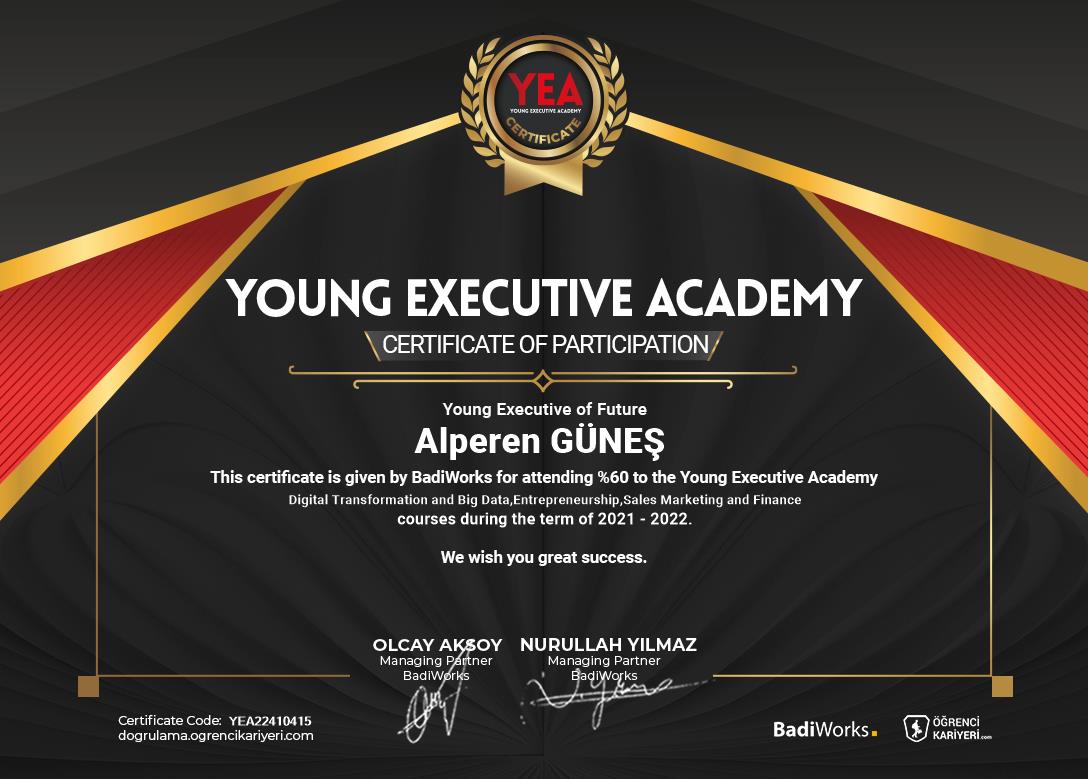 YEA
YOUNG EXECUTIVE ACADEMY
CERTIFICATE
YOUNG EXECUTIVE ACADEMY
CERTIFICATE OF PARTICIPATION
Young Executive of Future
Alperen GÜNEŞ
This certificate is given by BadiWorks for attending %60 to the Young Executive Academy
Digital Transformation and Big Data,Entrepreneurship,Sales Marketing and Finance
courses during the term of 2021 - 2022.
We wish you great success.
OLCAY AKSOY
Managing Partner
BadiWorks
NURULLAH YILMAZ
Managing Partner
BadiWorks
Certificate Code: YEA22410415
dogrulama.ogrencikariyeri.com
BadiWorks.
ÖĞRENCİ
KARİYERİ.com